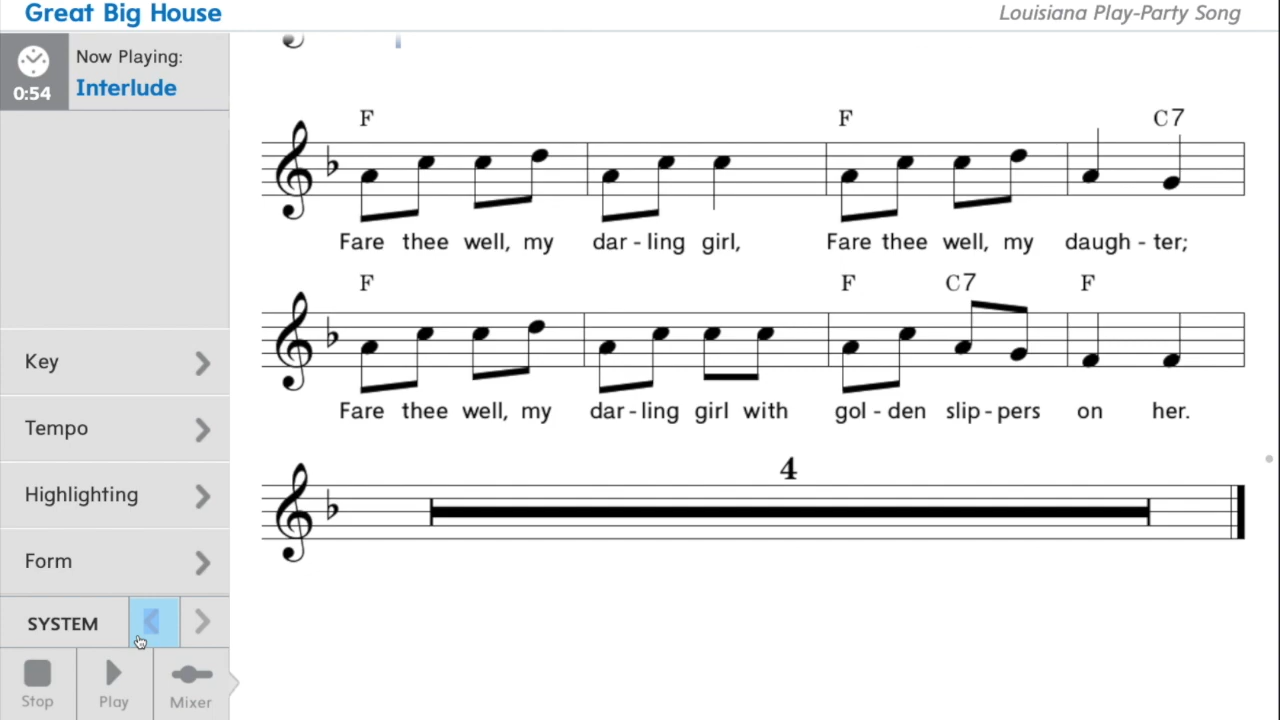 Great Big House
Louisiana Play-Party Song
Now Playing:
0:54
Interlude
F F C7
Fare thee well, my dar - ling girl, Fare thee well, my daugh - ter;
F F C7 F
Fare thee well, my dar - ling girl with gol - den slip - pers on her.
4
Key
Tempo
Highlighting
Form
SYSTEM
Stop Play Mixer